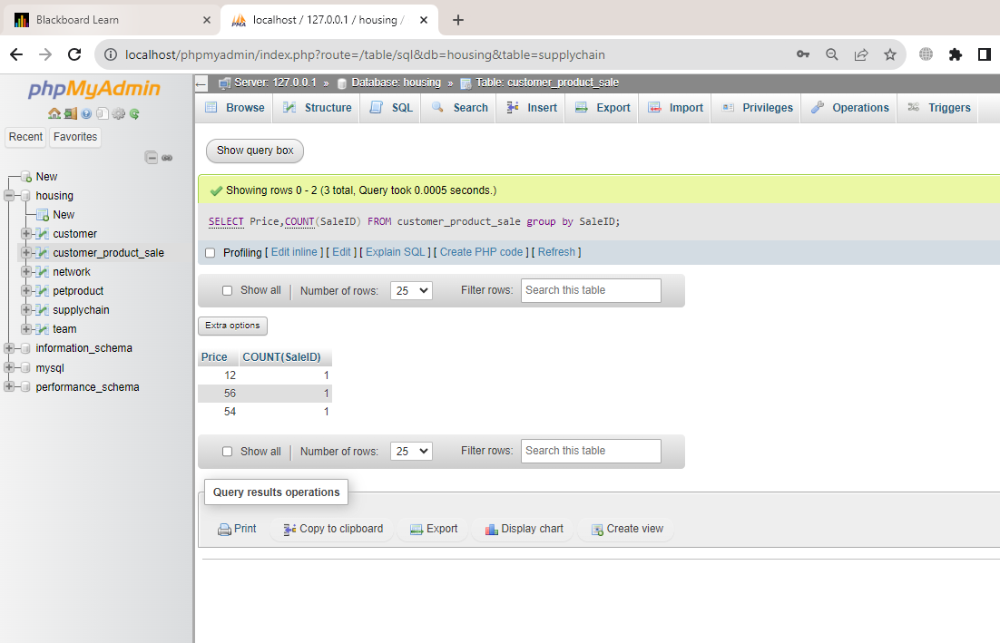 Blackboard Learn
localhost / 127.0.0.1 / housing /
localhost/phpmyadmin/index.php?route=/table/sql&db=housing&table=supplychain
phpMyAdmin
Recent Favorites
New
housing
New
customer
customer_product_sale
network
petproduct
supplychain
team
information_schema
mysql
performance_schema
Server: 127.0.0.1 » Database: housing » Table: customer_product_sale
Browse Structure SQL Search Insert Export Import Privileges Operations Triggers
Show query box
Showing rows 0 - 2 (3 total, Query took 0.0005 seconds.)
SELECT Price,COUNT(SaleID) FROM customer_product_sale group by SaleID;
Profiling [ Edit inline ] [ Edit ] [ Explain SQL ] [ Create PHP code ] [ Refresh ]
Show all | Number of rows: 25 Filter rows: Search this table
Extra options
Price COUNT(SaleID)
12 1
56 1
54 1
Show all | Number of rows: 25 Filter rows: Search this table
Query results operations
Print Copy to clipboard Export Display chart Create view